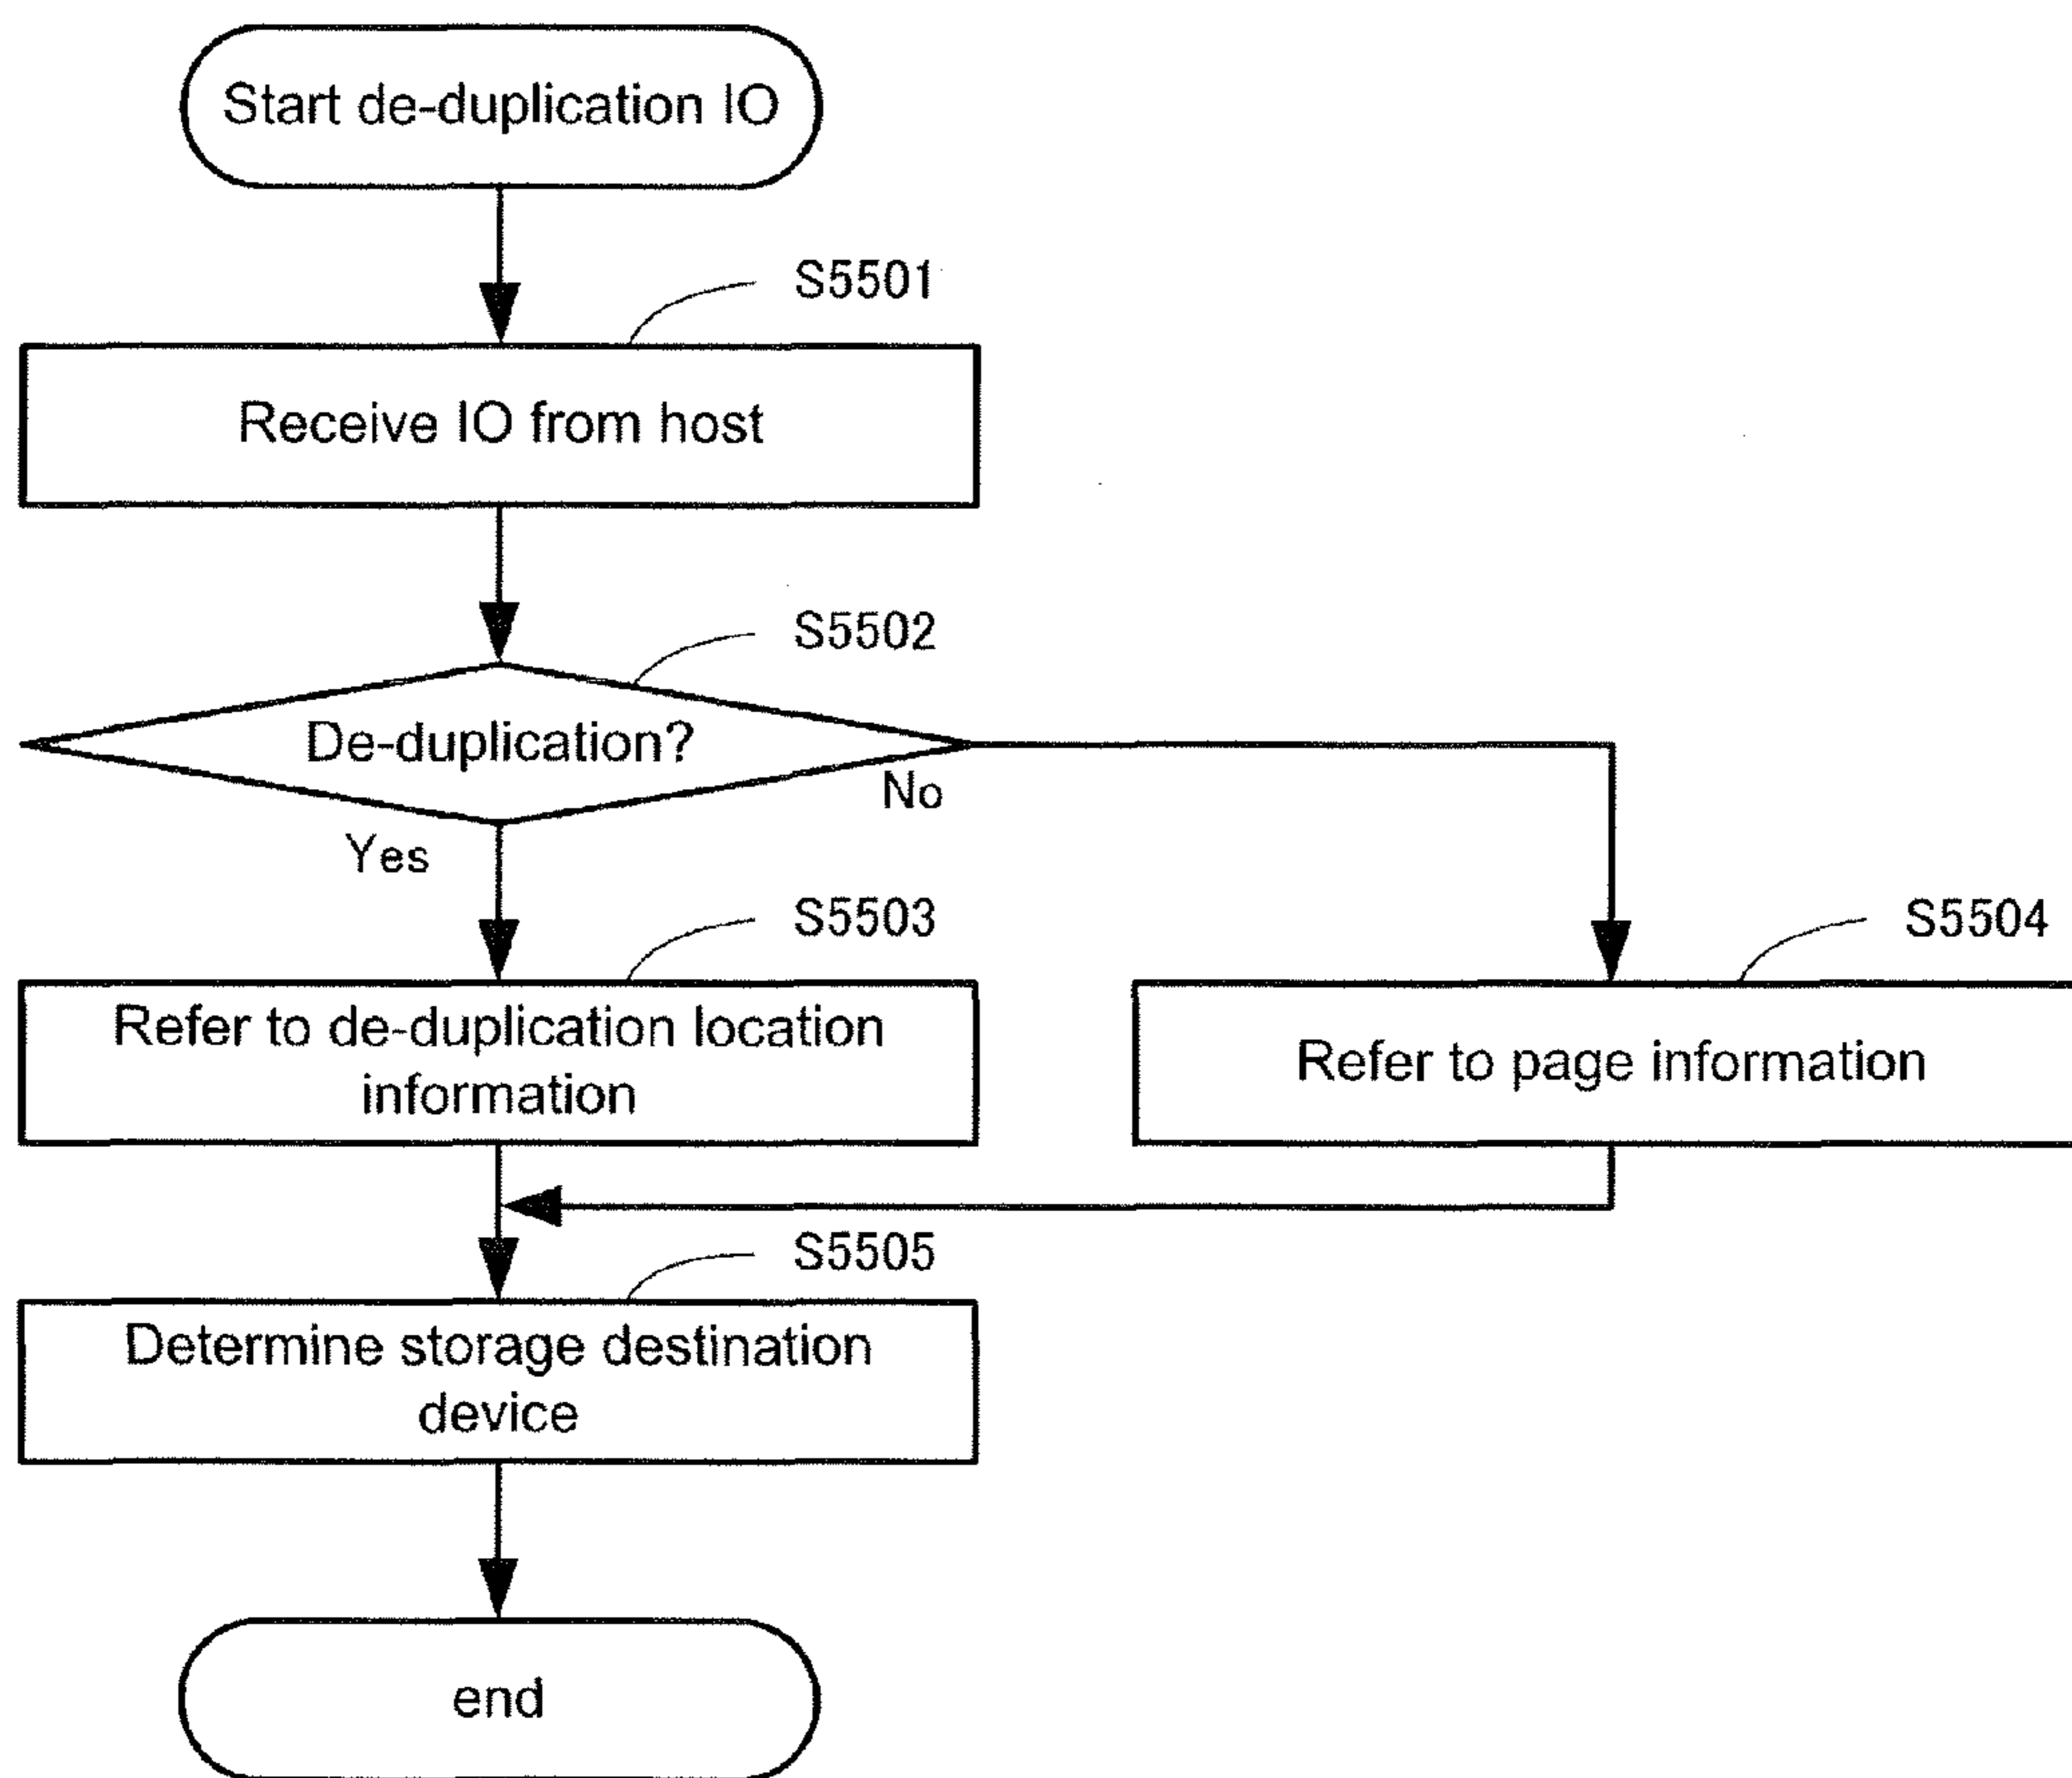 Start de-duplication IO
S5501
Receive IO from host
S5502
De-duplication?
No
Yes
S5503
S5504
Refer to de-duplication location
information
Refer to page information
S5505
Determine storage destination
device
end